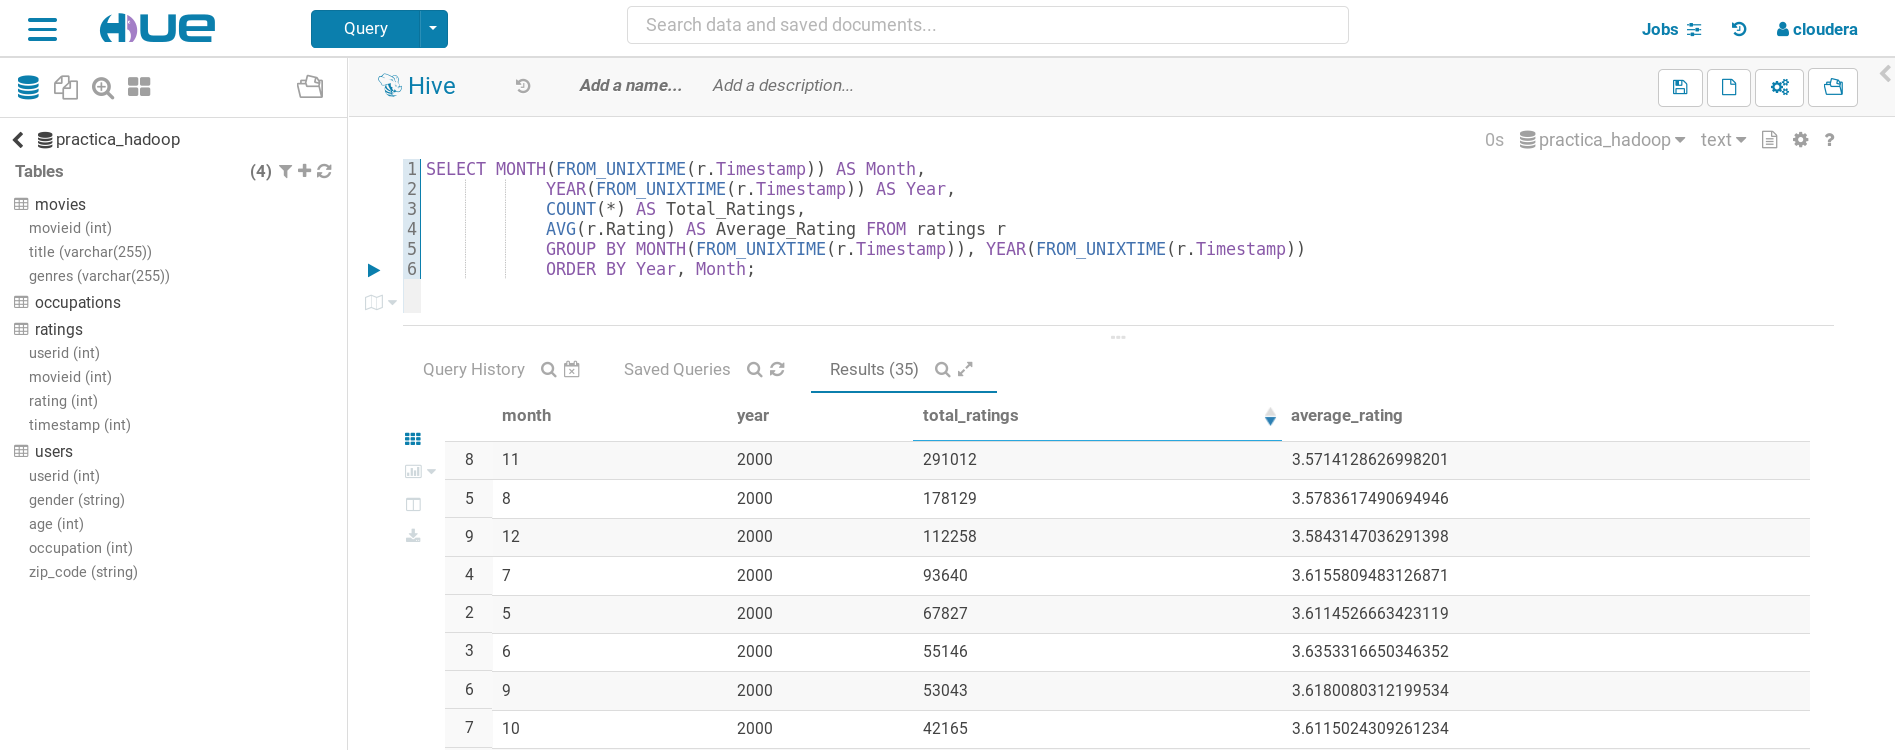 HUE
Query
Search data and saved documents...
Jobs
cloudera
Hive
Add a name...
Add a description...
practica_hadoop
0s
practica_hadoop
text
?
Tables
(4)
movies
movieid (int)
title (varchar(255))
genres (varchar(255))
occupations
ratings
userid (int)
movieid (int)
rating (int)
timestamp (int)
users
userid (int)
gender (string)
age (int)
occupation (int)
zip_code (string)
1 SELECT MONTH(FROM_UNIXTIME(r.Timestamp)) AS Month,
2 YEAR(FROM_UNIXTIME(r.Timestamp)) AS Year,
3 COUNT(*) AS Total_Ratings,
4 AVG(r.Rating) AS Average_Rating FROM ratings r
5 GROUP BY MONTH(FROM_UNIXTIME(r.Timestamp)), YEAR(FROM_UNIXTIME(r.Timestamp))
6 ORDER BY Year, Month;
Query History
Saved Queries
Results (35)
month year total_ratings average_rating
8 11 2000 291012 3.5714128626998201
5 8 2000 178129 3.5783617490694946
9 12 2000 112258 3.5843147036291398
4 7 2000 93640 3.6155809483126871
2 5 2000 67827 3.6114526663423119
3 6 2000 55146 3.6353316650346352
6 9 2000 53043 3.6180080312199534
7 10 2000 42165 3.6115024309261234